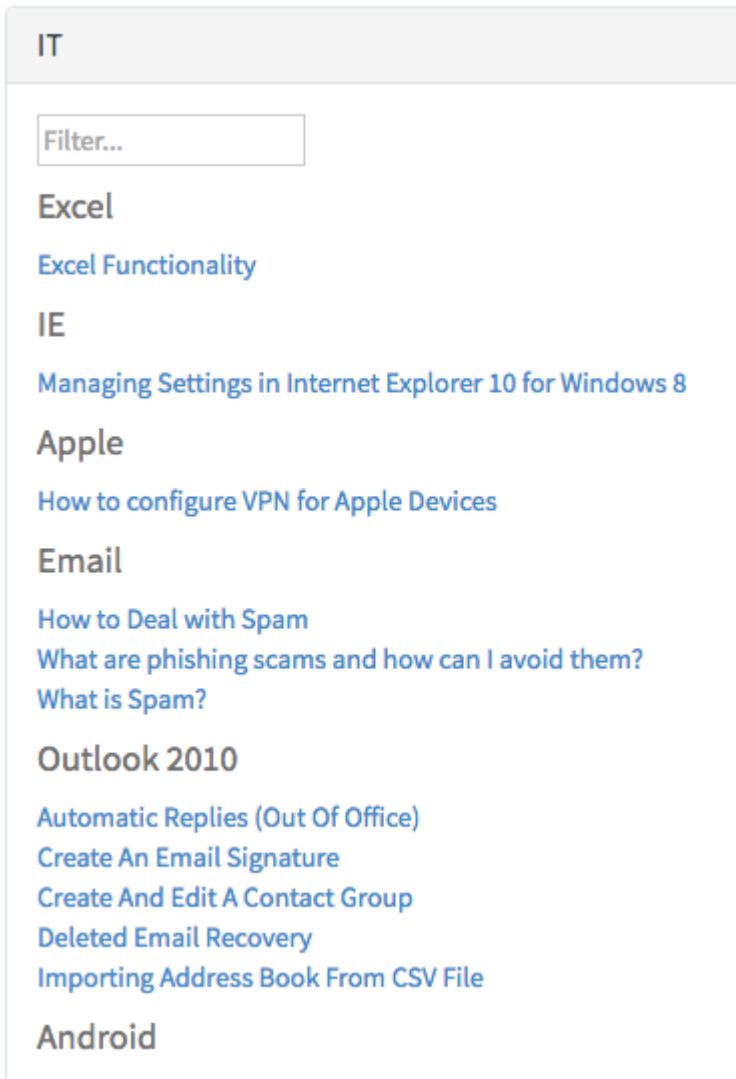 IT
Filter...
Excel
Excel Functionality
IE
Managing Settings in Internet Explorer 10 for Windows 8
Apple
How to configure VPN for Apple Devices
Email
How to Deal with Spam
What are phishing scams and how can I avoid them?
What is Spam?
Outlook 2010
Automatic Replies (Out Of Office)
Create An Email Signature
Create And Edit A Contact Group
Deleted Email Recovery
Importing Address Book From CSV File
Android